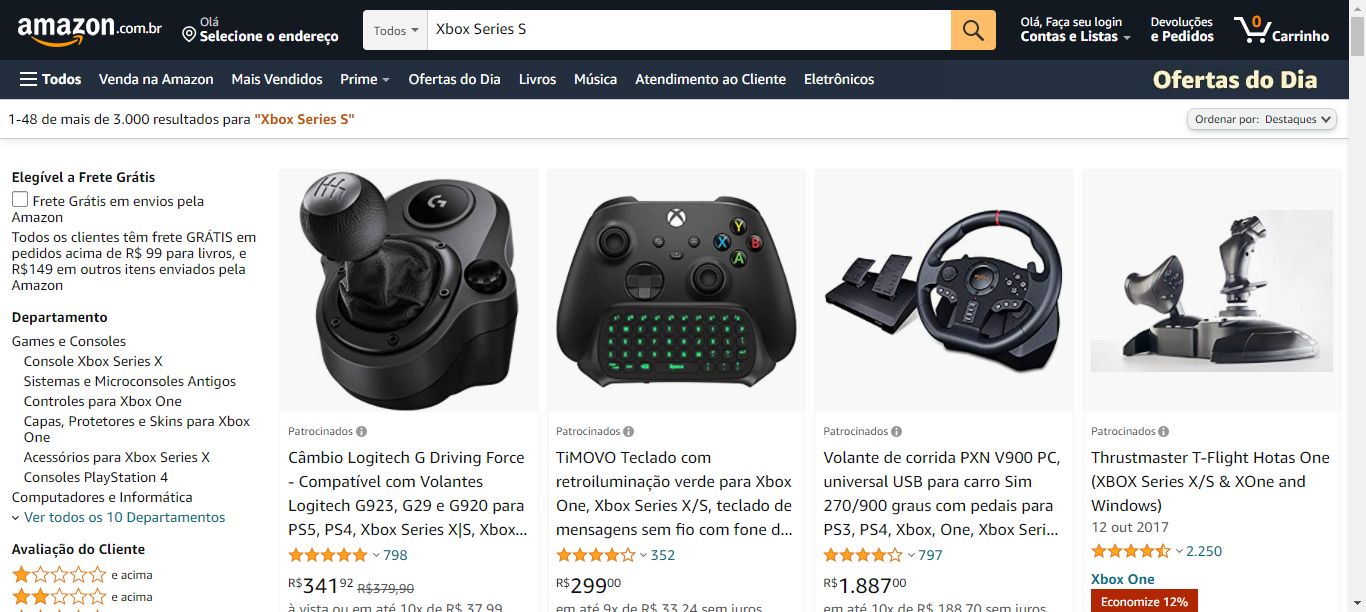 amazon.com.br
Olá
Selecione o endereço
Todos
Xbox Series S
Olá, Faça seu login
Contas e Listas
Devoluções
e Pedidos
0
Carrinho
Todos
Venda na Amazon
Mais Vendidos
Prime
Ofertas do Dia
Livros
Música
Atendimento ao Cliente
Eletrônicos
Ofertas do Dia
1-48 de mais de 3.000 resultados para "Xbox Series S"
Ordenar por: Destaques
Elegível a Frete Grátis
Frete Grátis em envios pela
Amazon
Todos os clientes têm frete GRÁTIS em
pedidos acima de R$ 99 para livros, e
R$149 em outros itens enviados pela
Amazon
Departamento
Games e Consoles
Console Xbox Series X
Sistemas e Microconsoles Antigos
Controles para Xbox One
Capas, Protetores e Skins para Xbox
One
Acessórios para Xbox Series X
Consoles PlayStation 4
Computadores e Informática
Ver todos os 10 Departamentos
Avaliação do Cliente
e acima
e acima
Patrocinados
Câmbio Logitech G Driving Force
- Compatível com Volantes
Logitech G923, G29 e G920 para
PS5, PS4, Xbox Series X|S, Xbox...
798
R$34192 R$379,90
à vista ou em até 10x de R$ 37,99
Y
X
B
A
Patrocinados
TiMOVO Teclado com
retroiluminação verde para Xbox
One, Xbox Series X/S, teclado de
mensagens sem fio com fone d...
352
R$29900
em até 9x de R$ 33,24 sem juros
Patrocinados
Volante de corrida PXN V900 PC,
universal USB para carro Sim
270/900 graus com pedais para
PS3, PS4, Xbox, One, Xbox Seri...
797
R$1.88700
em até 10x de R$ 188,70 sem juros
Patrocinados
Thrustmaster T-Flight Hotas One
(XBOX Series X/S & XOne and
Windows)
12 out 2017
2.250
Xbox One
Economize 12%